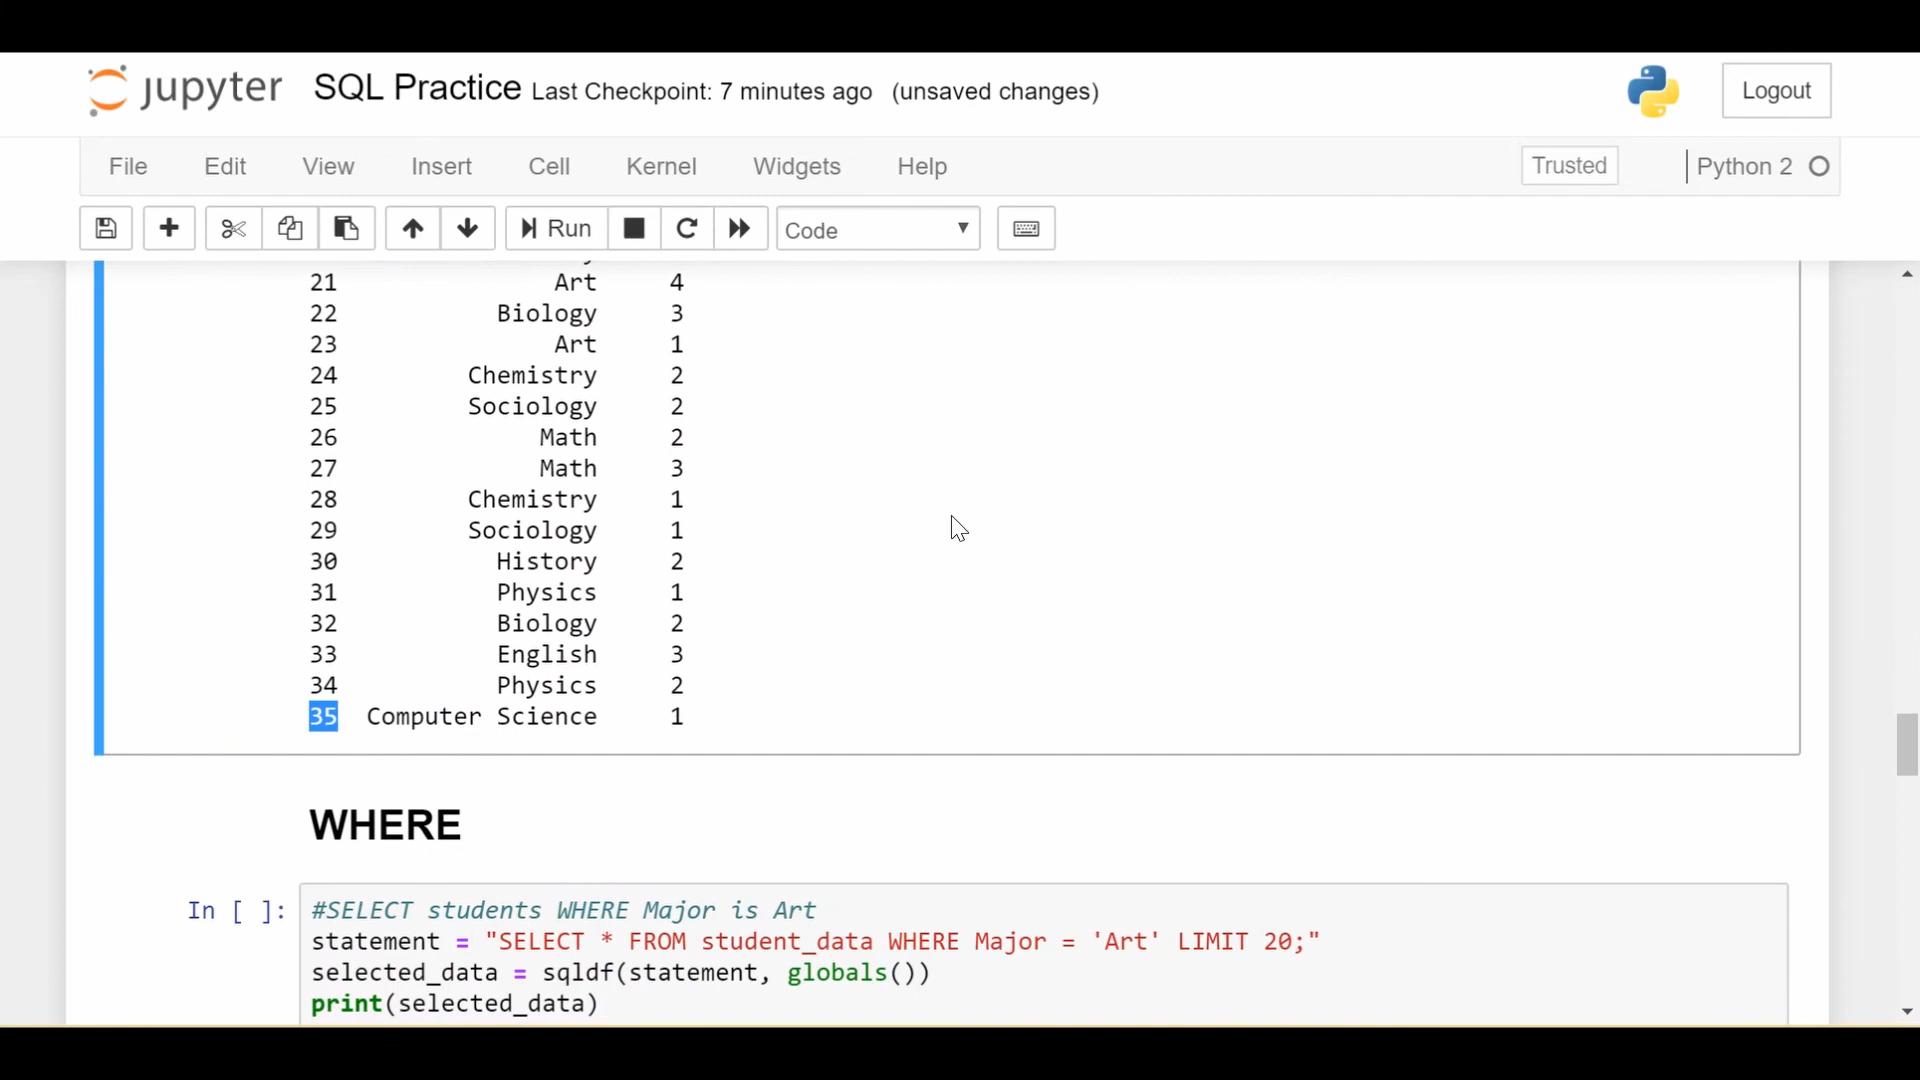 jupyter SQL Practice Last Checkpoint: 7 minutes ago (unsaved changes) Logout
File Edit View Insert Cell Kernel Widgets Help Trusted Python 2
Run Code
21 Art 4
22 Biology 3
23 Art 1
24 Chemistry 2
25 Sociology 2
26 Math 2
27 Math 3
28 Chemistry 1
29 Sociology 1
30 History 2
31 Physics 1
32 Biology 2
33 English 3
34 Physics 2
35 Computer Science 1
WHERE
In [ ]: #SELECT students WHERE Major is Art
statement = "SELECT * FROM student_data WHERE Major = 'Art' LIMIT 20;"
selected_data = sqldf(statement, globals())
print(selected_data)